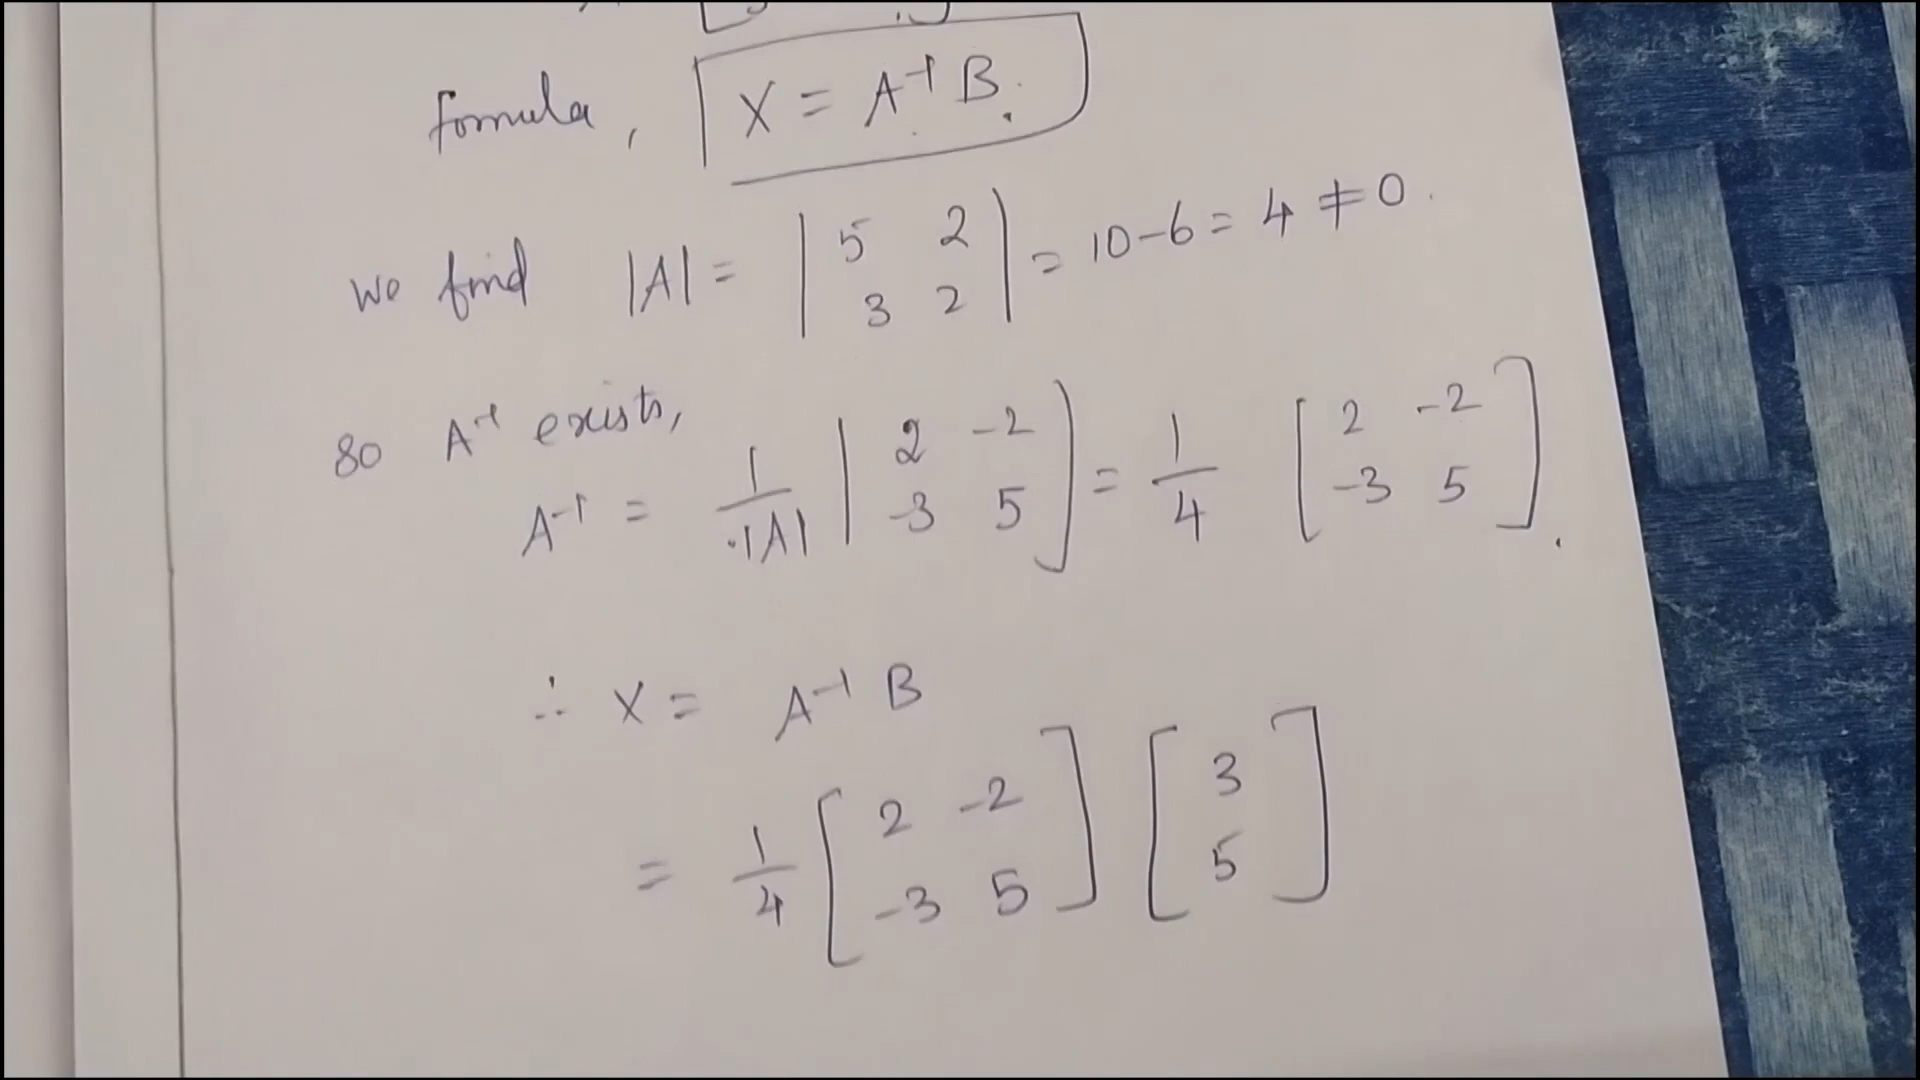 formula, X = A⁻¹ B.
We find |A| = | 5 2 | = 10-6 = 4 ≠ 0.
3 2
So A⁻¹ exists,
A⁻¹ = 1/|A| [ 2 -2 ] = 1/4 [ 2 -2 ]
-3 5 -3 5
∴ X = A⁻¹ B
= 1/4 [ 2 -2 ] [ 3 ]
-3 5 5